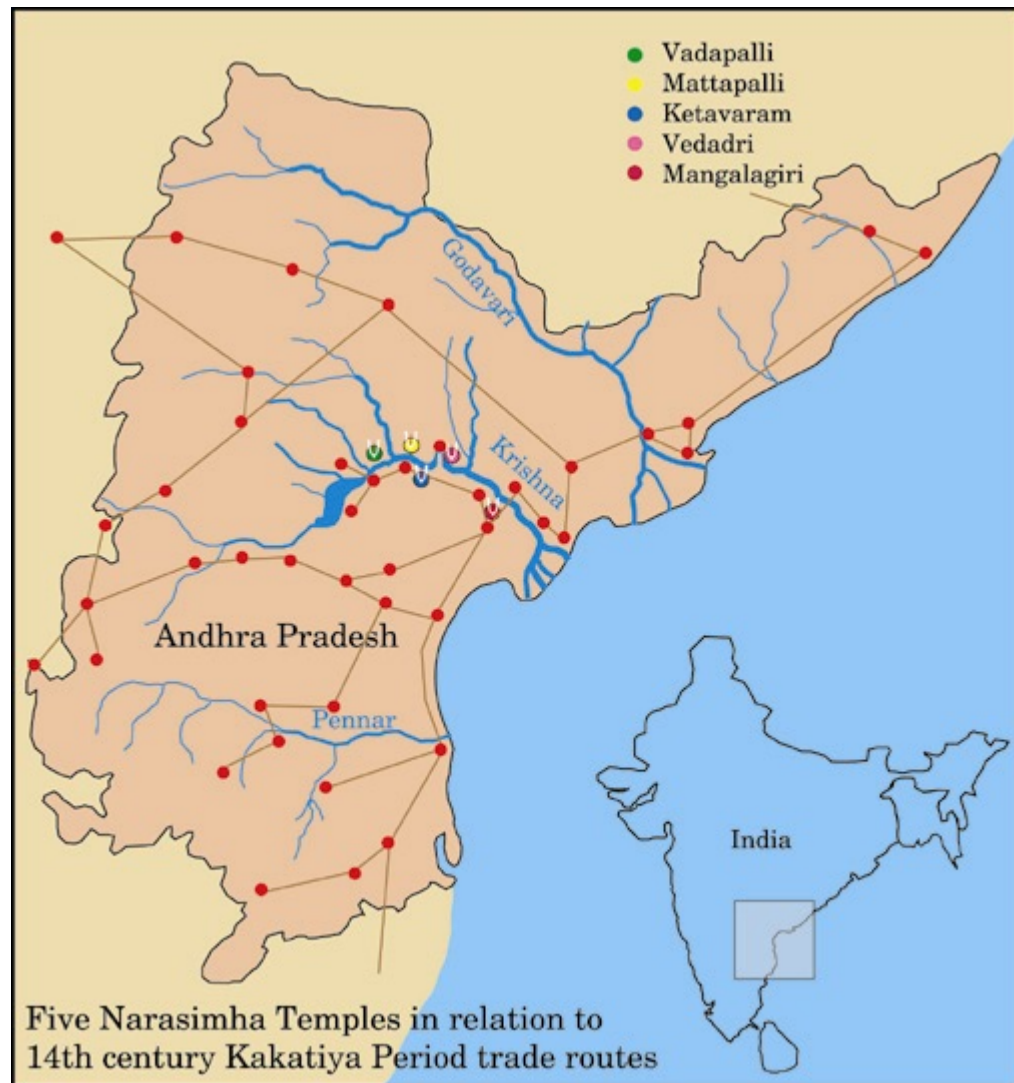 Vadapalli
Mattapalli
Ketavaram
Vedadri
Mangalagiri
Godavari
Krishna
Andhra Pradesh
Pennar
India
Five Narasimha Temples in relation to
14th century Kakatiya Period trade routes